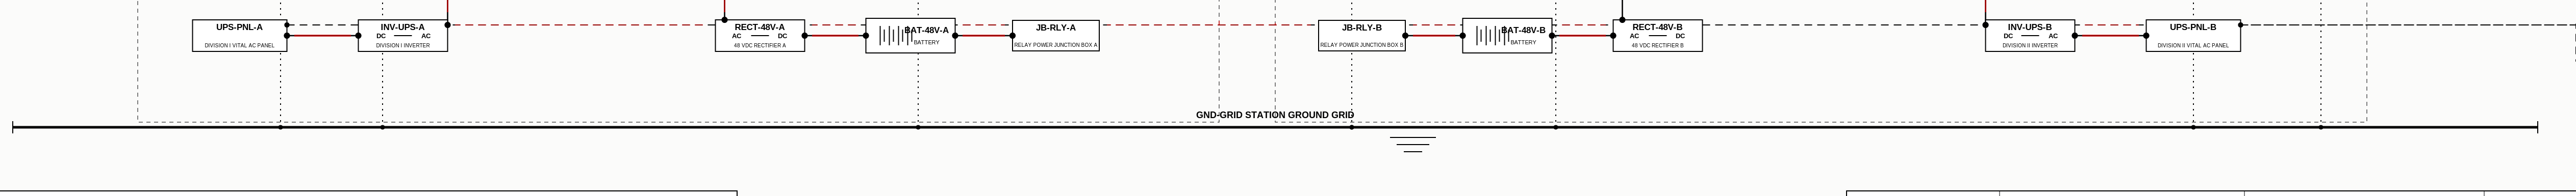 UPS-PNL-A
DIVISION I VITAL AC PANEL
INV-UPS-A
DC AC
DIVISION I INVERTER
RECT-48V-A
AC DC
48 VDC RECTIFIER A
BAT-48V-A
BATTERY
JB-RLY-A
RELAY POWER JUNCTION BOX A
JB-RLY-B
RELAY POWER JUNCTION BOX B
BAT-48V-B
BATTERY
RECT-48V-B
AC DC
48 VDC RECTIFIER B
INV-UPS-B
DC AC
DIVISION II INVERTER
UPS-PNL-B
DIVISION II VITAL AC PANEL
GND-GRID STATION GROUND GRID